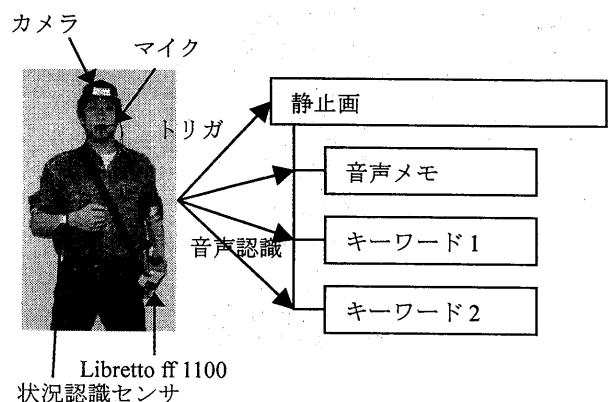 カメラ
マイク
トリガ
静止画
音声メモ
音声認識
キーワード1
キーワード2
Libretto ff 1100
状況認識センサ